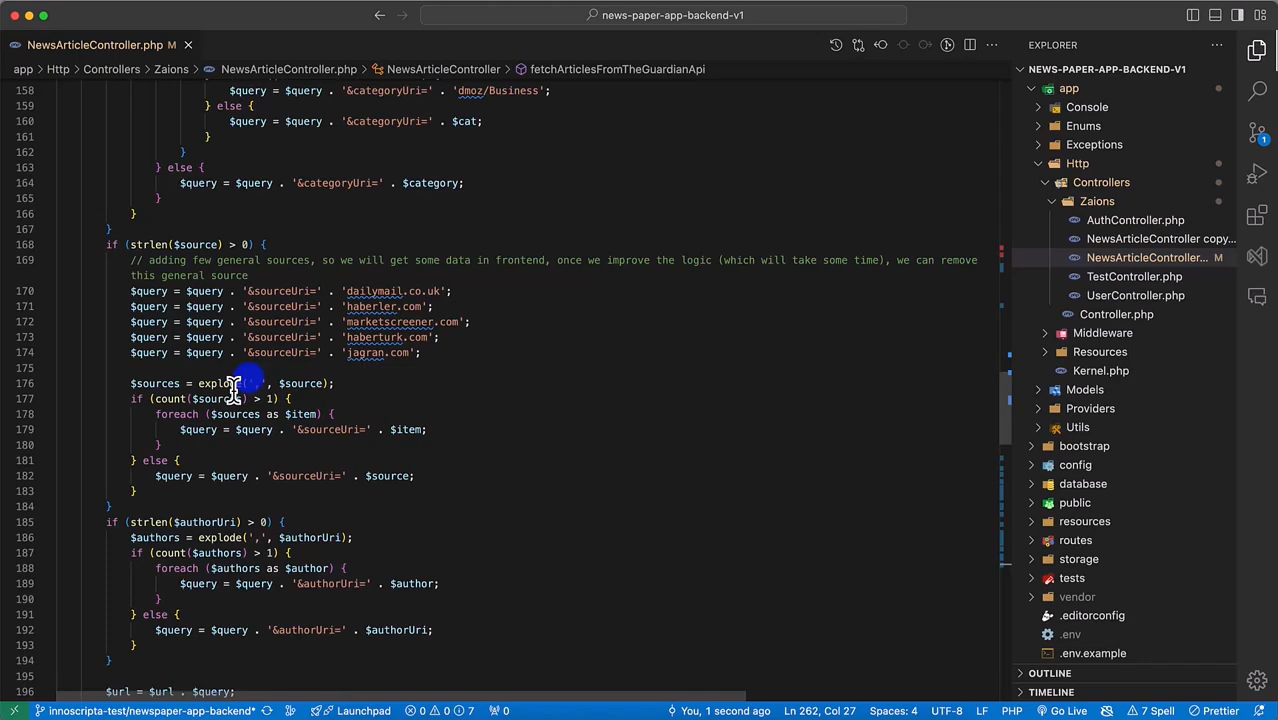 news-paper-app-backend-v1
NewsArticleController.php M
EXPLORER
app > Http > Controllers > Zaions > NewsArticleController.php > NewsArticleController > fetchArticlesFromTheGuardianApi
158 $query = $query . '&categoryUri=' . 'dmoz/Business';
159 } else {
160 $query = $query . '&categoryUri=' . $cat;
161 }
162 }
163 } else {
164 $query = $query . '&categoryUri=' . $category;
165 }
166 }
167 }
168 if (strlen($source) > 0) {
169 // adding few general sources, so we will get some data in frontend, once we improve the logic (which will take some time), we can remove
this general source
170 $query = $query . '&sourceUri=' . 'dailymail.co.uk';
171 $query = $query . '&sourceUri=' . 'haberler.com';
172 $query = $query . '&sourceUri=' . 'marketscreener.com';
173 $query = $query . '&sourceUri=' . 'haberturk.com';
174 $query = $query . '&sourceUri=' . 'jagran.com';
175
176 $sources = explode(',', $source);
177 if (count($sources) > 1) {
178 foreach ($sources as $item) {
179 $query = $query . '&sourceUri=' . $item;
180 }
181 } else {
182 $query = $query . '&sourceUri=' . $source;
183 }
184 }
185 if (strlen($authorUri) > 0) {
186 $authors = explode(',', $authorUri);
187 if (count($authors) > 1) {
188 foreach ($authors as $author) {
189 $query = $query . '&authorUri=' . $author;
190 }
191 } else {
192 $query = $query . '&authorUri=' . $authorUri;
193 }
194 }
195
196 $url = $url . $query;
NEWS-PAPER-APP-BACKEND-V1
app
Console
Enums
Exceptions
Http
Controllers
Zaions
AuthController.php
NewsArticleController copy...
NewsArticleController... M
TestController.php
UserController.php
Controller.php
Middleware
Resources
Kernel.php
Models
Providers
Utils
bootstrap
config
database
public
resources
routes
storage
tests
vendor
.editorconfig
.env
.env.example
OUTLINE
TIMELINE
1
innoscripta-test/newspaper-app-backend* Launchpad 0 0 7 0 You, 1 second ago Ln 262, Col 27 Spaces: 4 UTF-8 LF PHP Go Live 7 Spell Prettier